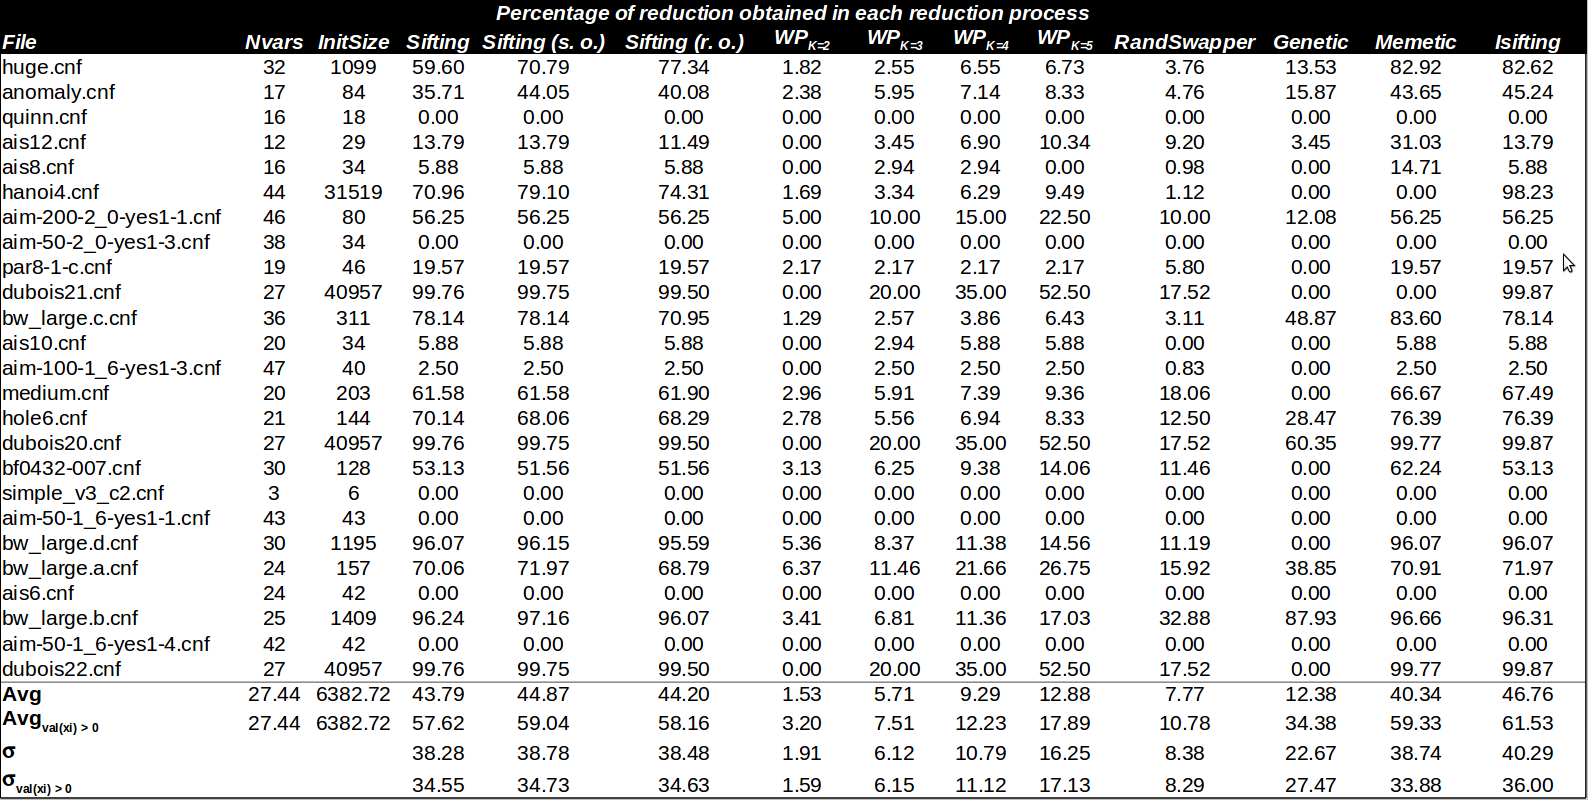 Percentage of reduction obtained in each reduction process
File Nvars InitSize Sifting Sifting (s. o.) Sifting (r. o.) WP K=2 WP K=3 WP K=4 WP K=5 RandSwapper Genetic Memetic Isifting
huge.cnf 32 1099 59.60 70.79 77.34 1.82 2.55 6.55 6.73 3.76 13.53 82.92 82.62
anomaly.cnf 17 84 35.71 44.05 40.08 2.38 5.95 7.14 8.33 4.76 15.87 43.65 45.24
quinn.cnf 16 18 0.00 0.00 0.00 0.00 0.00 0.00 0.00 0.00 0.00 0.00 0.00
ais12.cnf 12 29 13.79 13.79 11.49 0.00 3.45 6.90 10.34 9.20 3.45 31.03 13.79
ais8.cnf 16 34 5.88 5.88 5.88 0.00 2.94 2.94 0.00 0.98 0.00 14.71 5.88
hanoi4.cnf 44 31519 70.96 79.10 74.31 1.69 3.34 6.29 9.49 1.12 0.00 0.00 98.23
aim-200-2_0-yes1-1.cnf 46 80 56.25 56.25 56.25 5.00 10.00 15.00 22.50 10.00 12.08 56.25 56.25
aim-50-2_0-yes1-3.cnf 38 34 0.00 0.00 0.00 0.00 0.00 0.00 0.00 0.00 0.00 0.00 0.00
par8-1-c.cnf 19 46 19.57 19.57 19.57 2.17 2.17 2.17 2.17 5.80 0.00 19.57 19.57
dubois21.cnf 27 40957 99.76 99.75 99.50 0.00 20.00 35.00 52.50 17.52 0.00 0.00 99.87
bw_large.c.cnf 36 311 78.14 78.14 70.95 1.29 2.57 3.86 6.43 3.11 48.87 83.60 78.14
ais10.cnf 20 34 5.88 5.88 5.88 0.00 2.94 5.88 5.88 0.00 0.00 5.88 5.88
aim-100-1_6-yes1-3.cnf 47 40 2.50 2.50 2.50 0.00 2.50 2.50 2.50 0.83 0.00 2.50 2.50
medium.cnf 20 203 61.58 61.58 61.90 2.96 5.91 7.39 9.36 18.06 0.00 66.67 67.49
hole6.cnf 21 144 70.14 68.06 68.29 2.78 5.56 6.94 8.33 12.50 28.47 76.39 76.39
dubois20.cnf 27 40957 99.76 99.75 99.50 0.00 20.00 35.00 52.50 17.52 60.35 99.77 99.87
bf0432-007.cnf 30 128 53.13 51.56 51.56 3.13 6.25 9.38 14.06 11.46 0.00 62.24 53.13
simple_v3_c2.cnf 3 6 0.00 0.00 0.00 0.00 0.00 0.00 0.00 0.00 0.00 0.00 0.00
aim-50-1_6-yes1-1.cnf 43 43 0.00 0.00 0.00 0.00 0.00 0.00 0.00 0.00 0.00 0.00 0.00
bw_large.d.cnf 30 1195 96.07 96.15 95.59 5.36 8.37 11.38 14.56 11.19 0.00 96.07 96.07
bw_large.a.cnf 24 157 70.06 71.97 68.79 6.37 11.46 21.66 26.75 15.92 38.85 70.91 71.97
ais6.cnf 24 42 0.00 0.00 0.00 0.00 0.00 0.00 0.00 0.00 0.00 0.00 0.00
bw_large.b.cnf 25 1409 96.24 97.16 96.07 3.41 6.81 11.36 17.03 32.88 87.93 96.66 96.31
aim-50-1_6-yes1-4.cnf 42 42 0.00 0.00 0.00 0.00 0.00 0.00 0.00 0.00 0.00 0.00 0.00
dubois22.cnf 27 40957 99.76 99.75 99.50 0.00 20.00 35.00 52.50 17.52 0.00 99.77 99.87
Avg 27.44 6382.72 43.79 44.87 44.20 1.53 5.71 9.29 12.88 7.77 12.38 40.34 46.76
Avg val(xi) > 0 27.44 6382.72 57.62 59.04 58.16 3.20 7.51 12.23 17.89 10.78 34.38 59.33 61.53
σ 38.28 38.78 38.48 1.91 6.12 10.79 16.25 8.38 22.67 38.74 40.29
σ val(xi) > 0 34.55 34.73 34.63 1.59 6.15 11.12 17.13 8.29 27.47 33.88 36.00